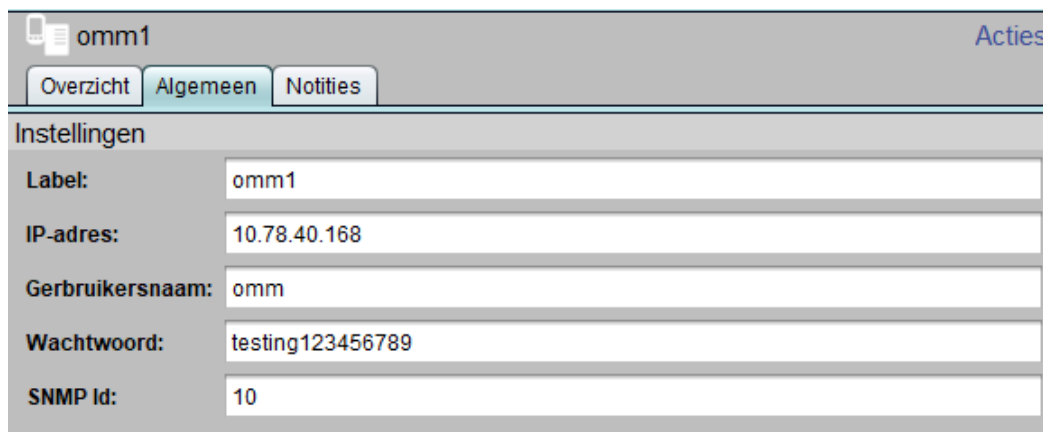 omm1 Acties
Overzicht Algemeen Notities
Instellingen
Label: omm1
IP-adres: 10.78.40.168
Gerbruikersnaam: omm
Wachtwoord: testing123456789
SNMP Id: 10